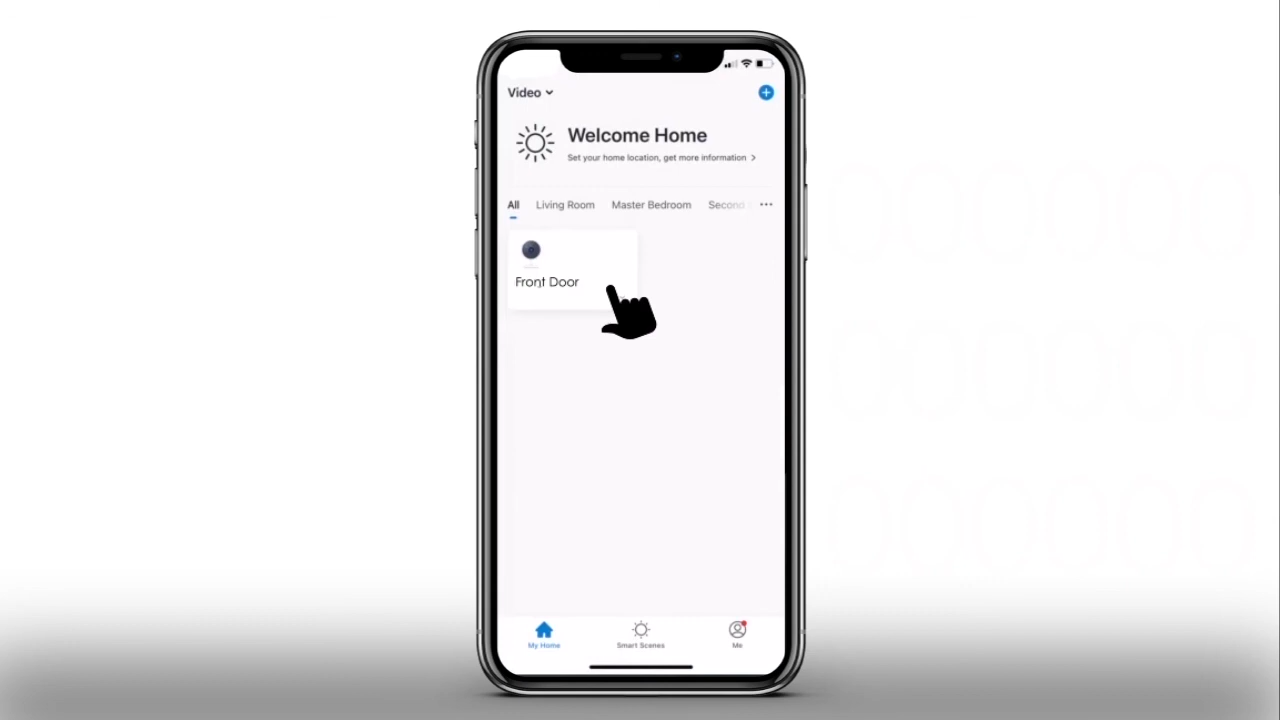 Video
Welcome Home
Set your home location, get more information >
All Living Room Master Bedroom Second ...
Front Door
My Home Smart Scenes Me